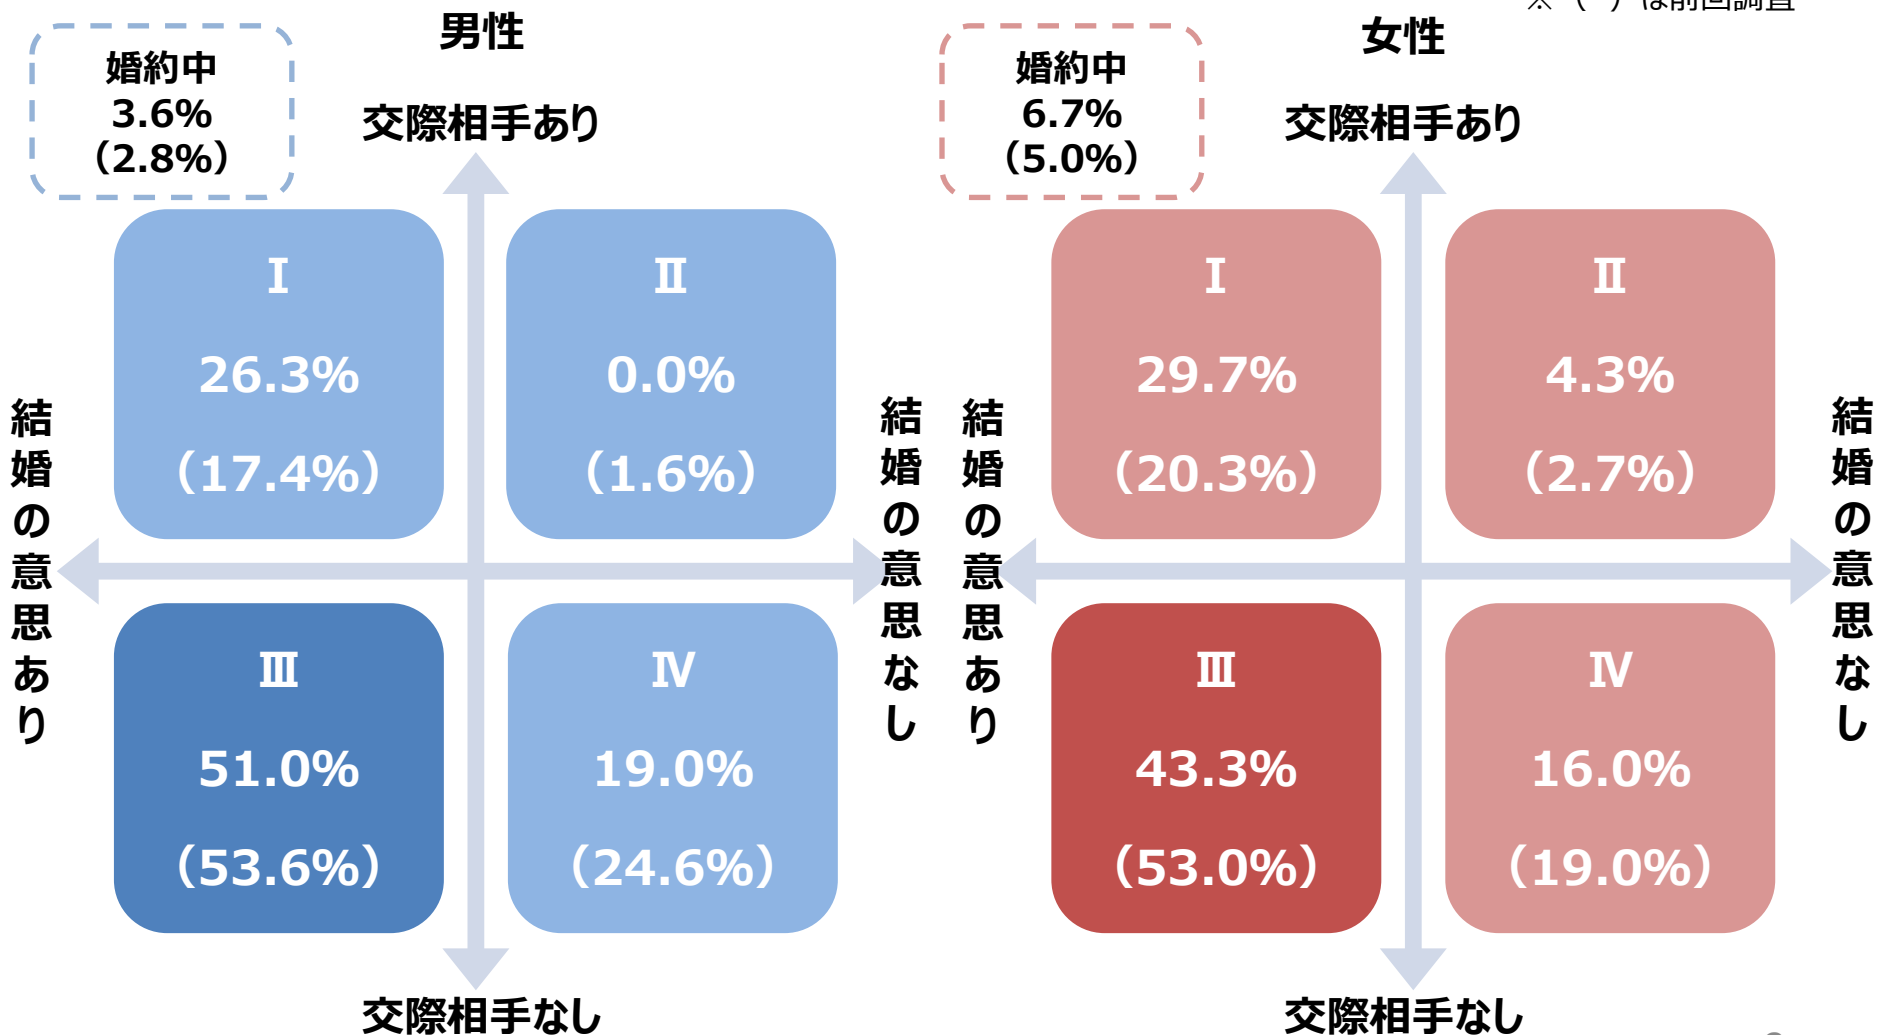 男性
婚約中
3.6%
(2.8%)
交際相手あり
Ⅰ
26.3%
(17.4%)
Ⅱ
0.0%
(1.6%)
結婚の意思あり
結婚の意思なし
Ⅲ
51.0%
(53.6%)
Ⅳ
19.0%
(24.6%)
交際相手なし
※( )は前回調査
女性
婚約中
6.7%
(5.0%)
交際相手あり
Ⅰ
29.7%
(20.3%)
Ⅱ
4.3%
(2.7%)
結婚の意思あり
結婚の意思なし
Ⅲ
43.3%
(53.0%)
Ⅳ
16.0%
(19.0%)
交際相手なし